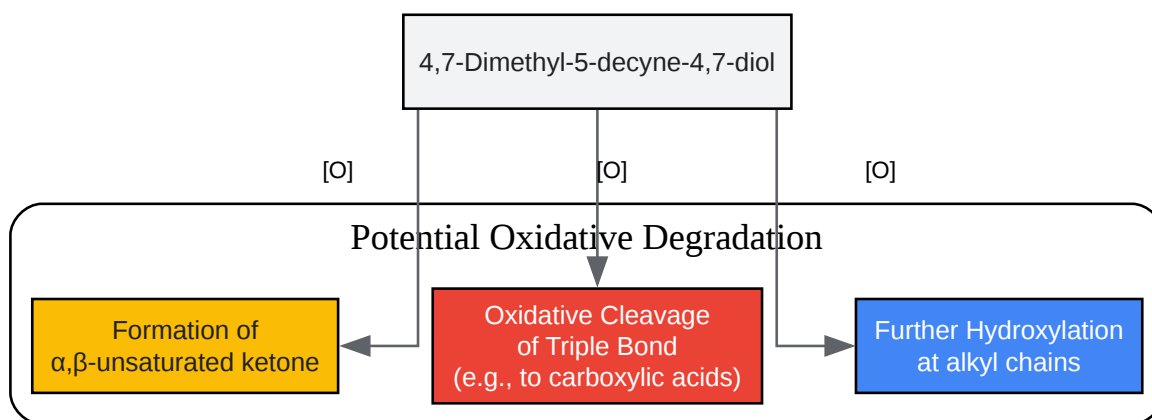 4,7-Dimethyl-5-decyne-4,7-diol
[O] [O] [O]
Potential Oxidative Degradation
Formation of
α,β-unsaturated ketone
Oxidative Cleavage
of Triple Bond
(e.g., to carboxylic acids)
Further Hydroxylation
at alkyl chains